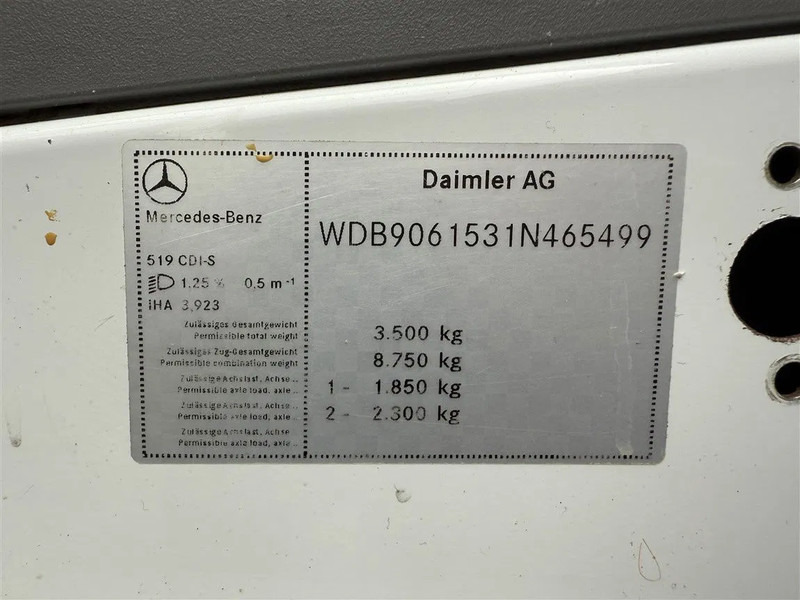 Mercedes-Benz
519 CDI-S
1.25 % 0,5 m -1
iHA 3,923
Zulässiges Gesamtgewicht
Permissible total weight
Zulässiges Zug-Gesamtgewicht
Permissible combination weight
Zulässige Achslast, Achse ..
Permissible axle load, axle ..
Zulässige Achslast, Achse ..
Permissible axle load, axle ..
Zulässige Achslast, Achse
Permissible axle load, axle ..
Daimler AG
WDB9061531N465499
3.500 kg
8.750 kg
1 - 1.850 kg
2 - 2.300 kg